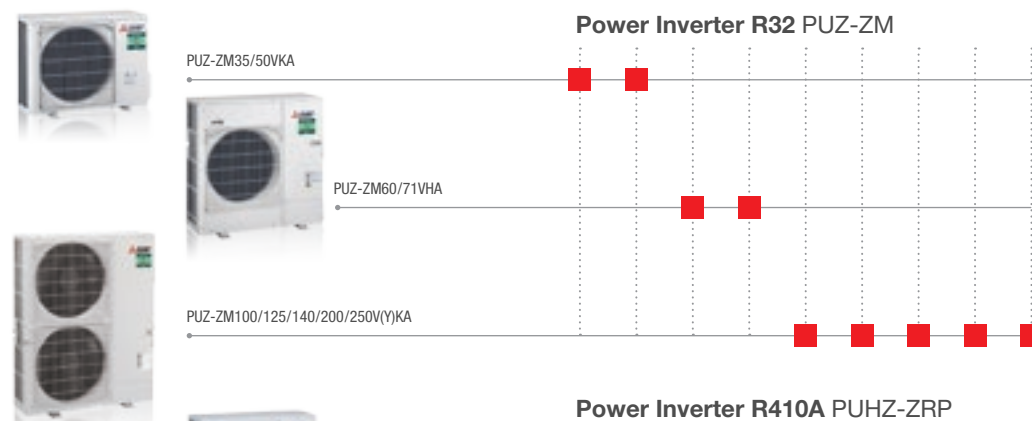 Power Inverter R32 PUZ-ZM
PUZ-ZM35/50VKA
PUZ-ZM60/71VHA
PUZ-ZM100/125/140/200/250V(Y)KA
Power Inverter R410A PUHZ-ZRP